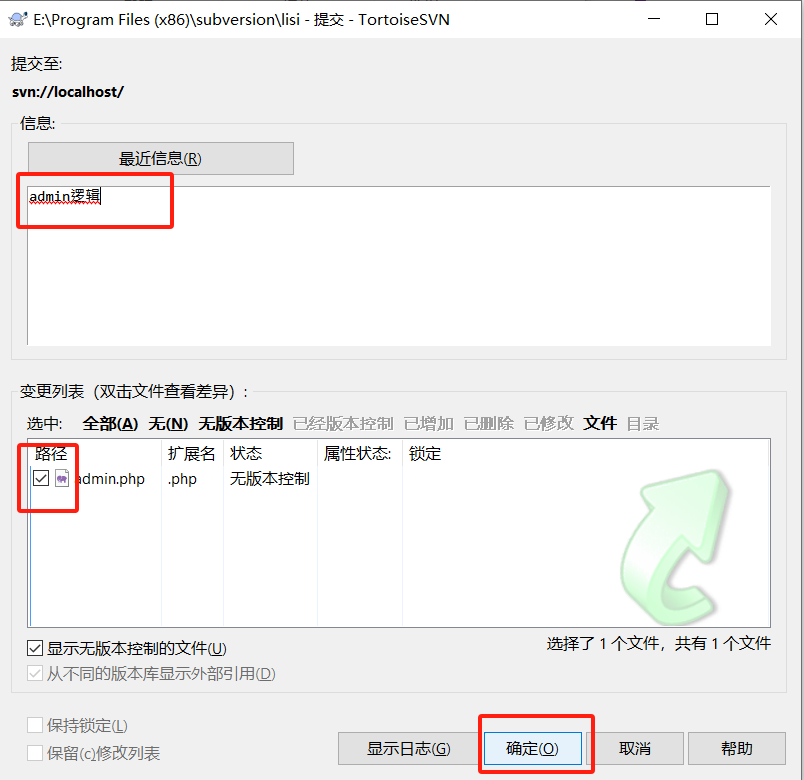 E:\Program Files (x86)\subversion\lisi - 提交 - TortoiseSVN
提交至:
svn://localhost/
信息:
最近信息(R)
admin逻辑
变更列表（双击文件查看差异）:
选中: 全部(A) 无(N) 无版本控制 已经版本控制 已增加 已删除 已修改 文件 目录
路径 扩展名 状态 属性状态: 锁定
admin.php .php 无版本控制
显示无版本控制的文件(U)
选择了 1 个文件，共有 1 个文件
从不同的版本库显示外部引用(D)
保持锁定(L)
保留(c)修改列表
显示日志(G) 确定(O) 取消 帮助